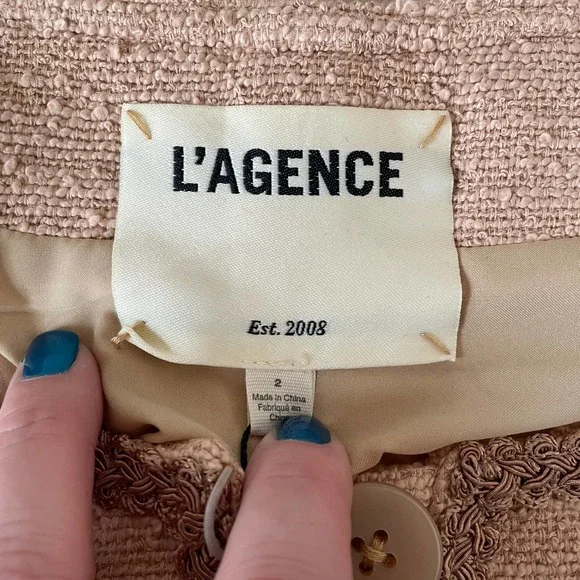 L'AGENCE
Est. 2008
2
Made in China
Fabriqué en